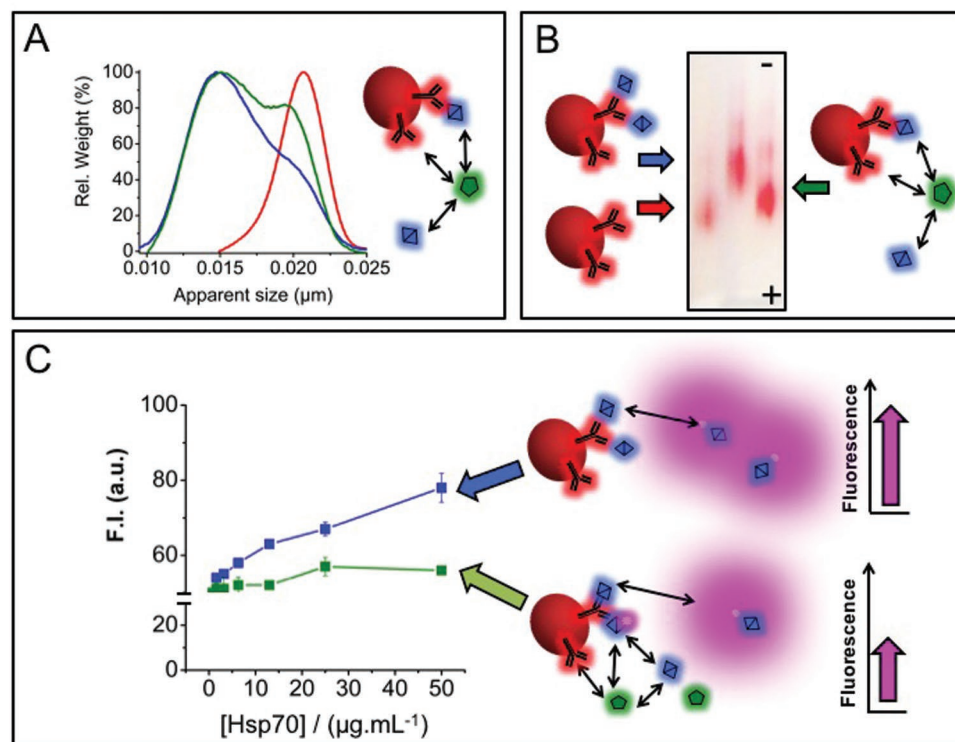 A
Rel. Weight (%)
100
80
60
40
20
0
0.010 0.015 0.020 0.025
Apparent size (µm)
B
-
+
C
F.I. (a.u.)
100
80
60
20
0
0 10 20 30 40 50
[Hsp70] / (µg.mL⁻¹)
Fluorescence
Fluorescence